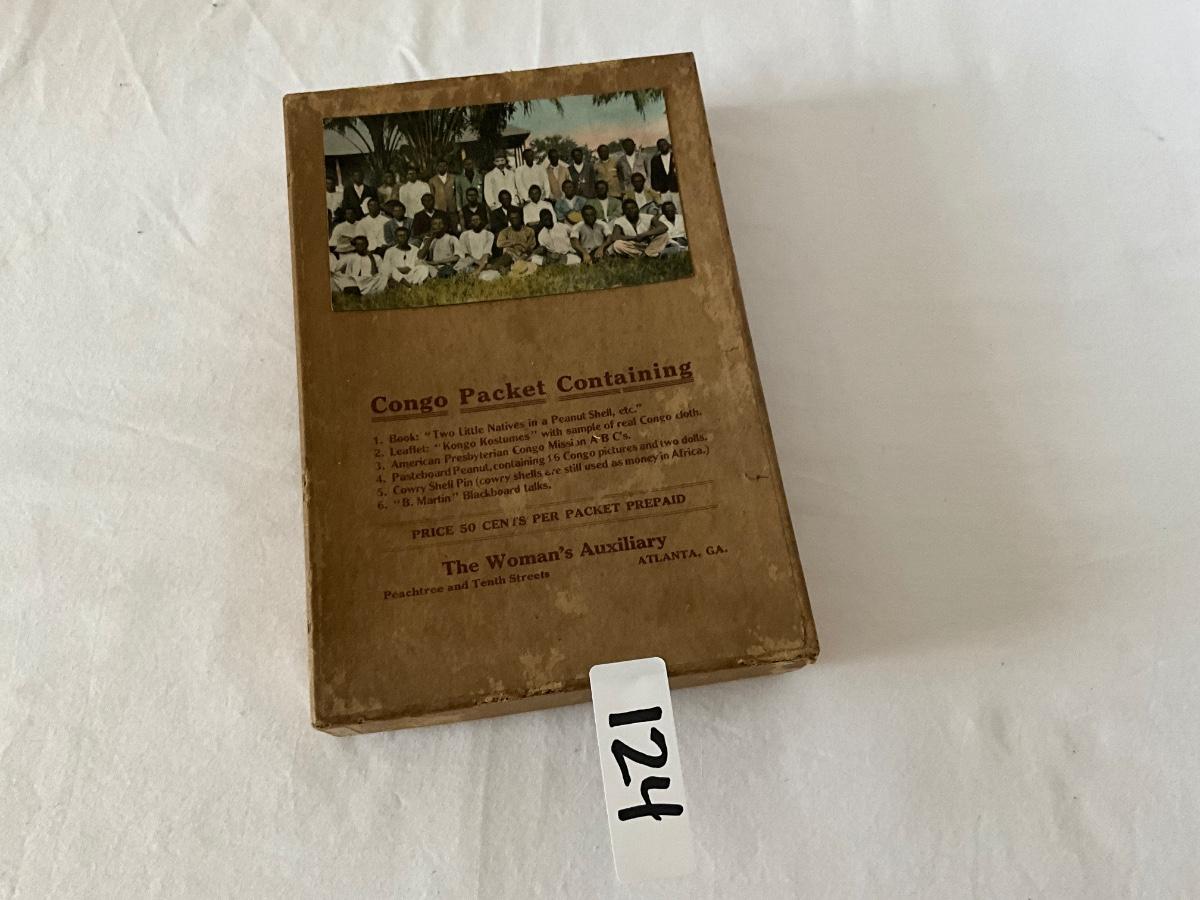 Congo Packet Containing
1. Book: "Two Little Natives in a Peanut Shell, etc."
2. Leaflet: "Kongo Kostumes" with sample of real Congo cloth.
3. American Presbyterian Congo Mission A B C's.
4. Pasteboard Peanut, containing 16 Congo pictures and two dolls.
5. Cowry Shell Pin (cowry shells are still used as money in Africa.)
6. "B. Martin" Blackboard talks.
PRICE 50 CENTS PER PACKET PREPAID
The Woman's Auxiliary
Peachtree and Tenth Streets ATLANTA, GA.
124